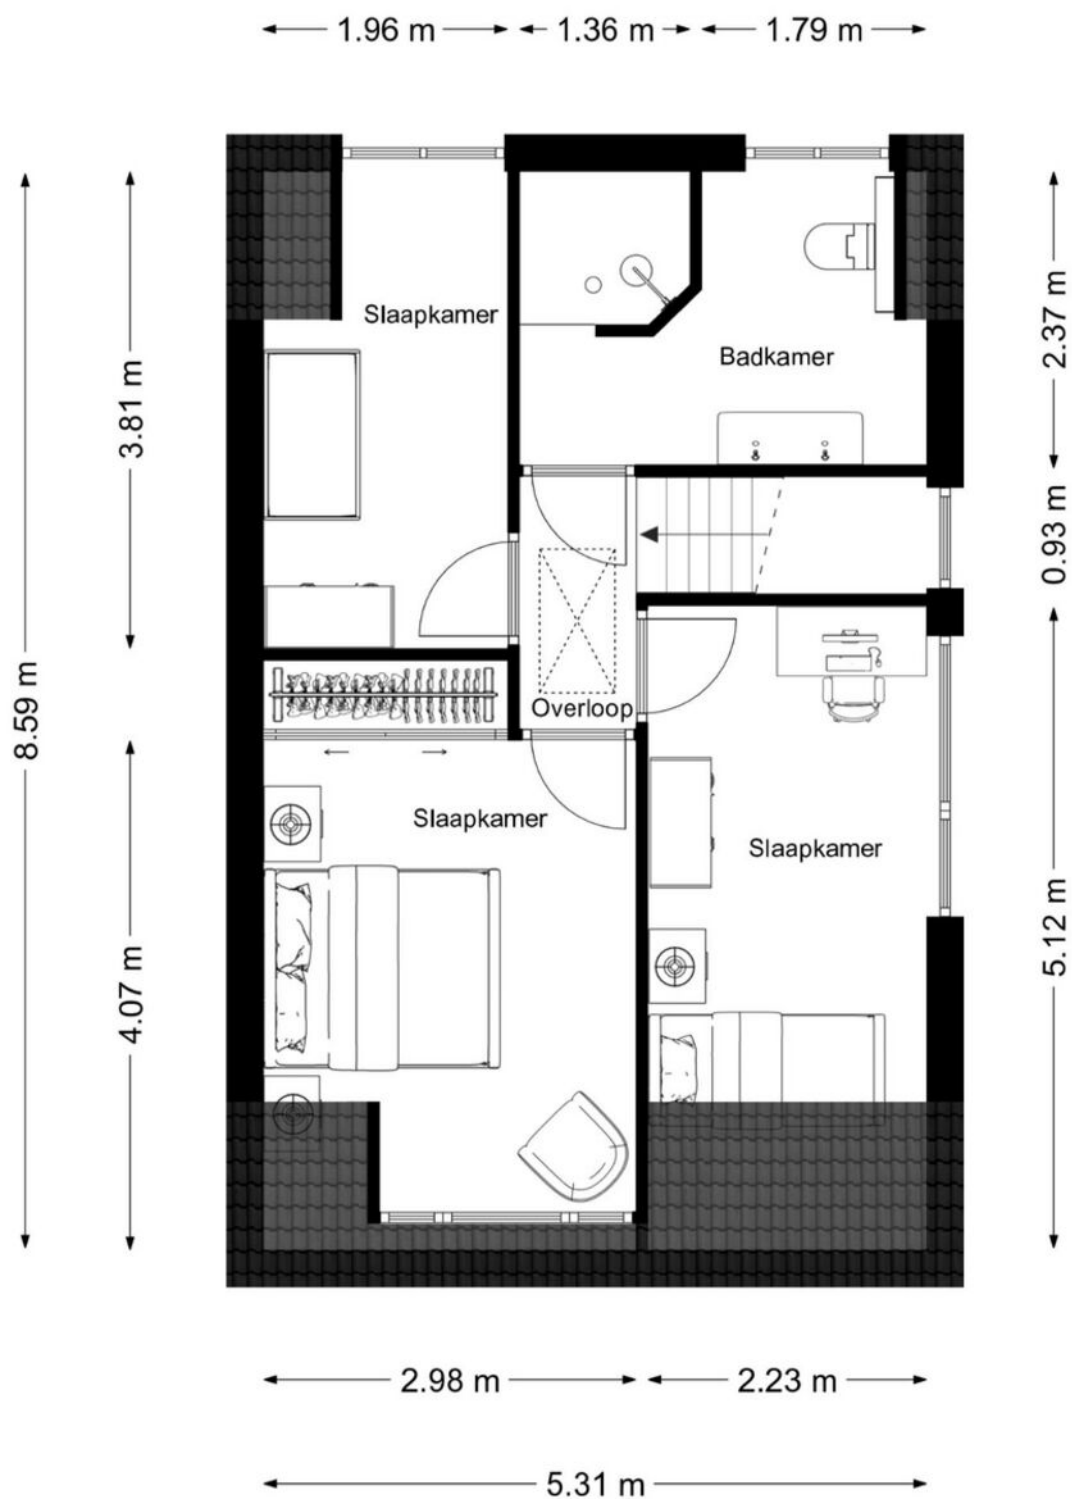 1.96 m
1.36 m
1.79 m
Slaapkamer
2.37 m
Badkamer
3.81 m
0.93 m
8.59 m
Overloop
Slaapkamer
Slaapkamer
5.12 m
4.07 m
2.98 m
2.23 m
5.31 m